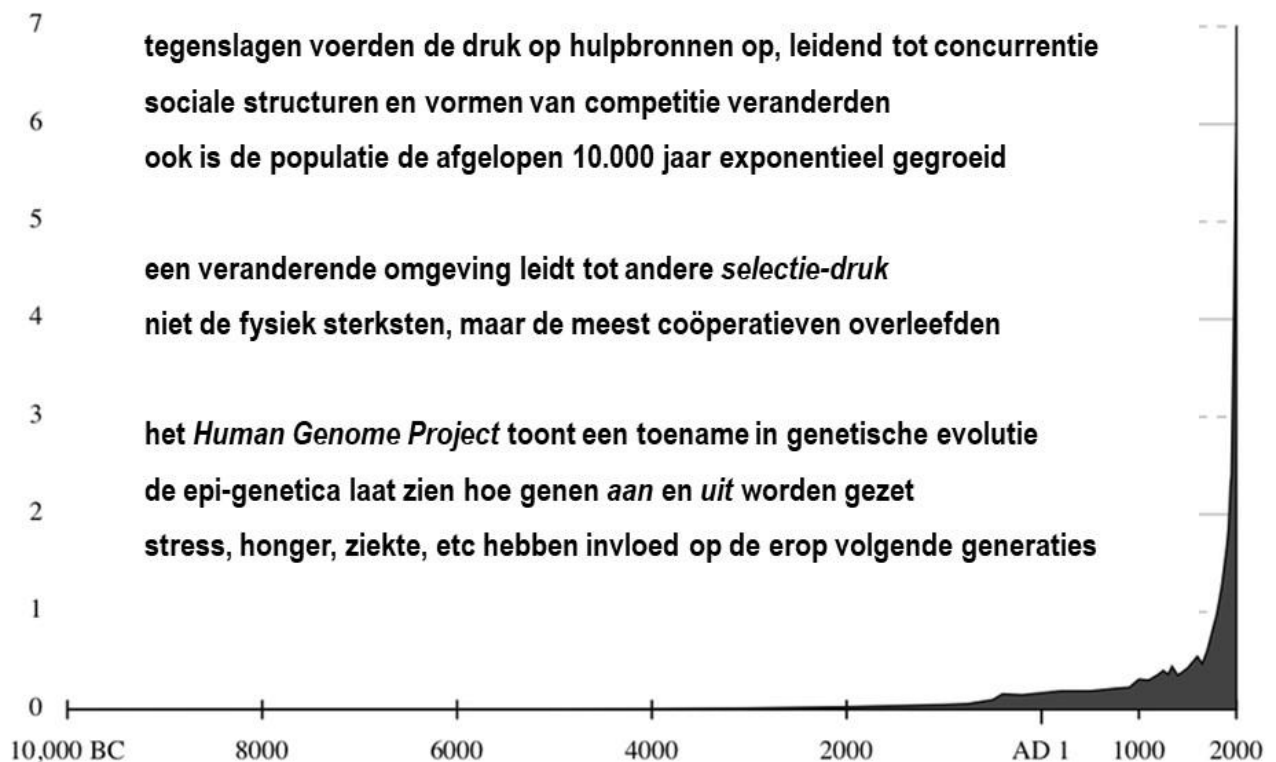 7
tegenslagen voerden de druk op hulpbronnen op, leidend tot concurrentie
sociale structuren en vormen van competitie veranderden
6
ook is de populatie de afgelopen 10.000 jaar exponentieel gegroeid
5
een veranderende omgeving leidt tot andere selectie-druk
4
niet de fysiek sterksten, maar de meest coöperatieven overleefden
3
het Human Genome Project toont een toename in genetische evolutie
de epi-genetica laat zien hoe genen aan en uit worden gezet
2
stress, honger, ziekte, etc hebben invloed op de erop volgende generaties
1
0
10,000 BC 8000 6000 4000 2000 AD 1 1000 2000